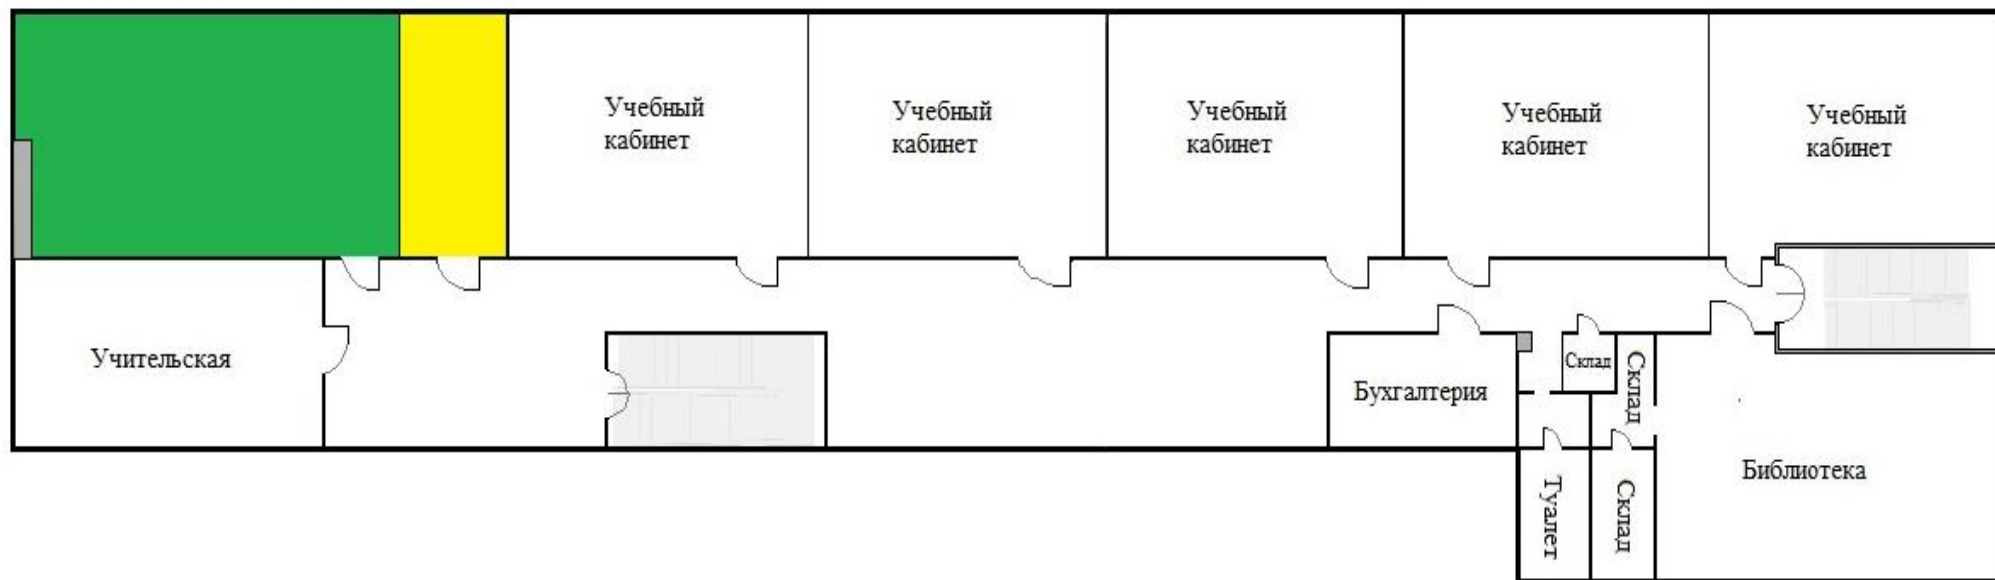 Учебный
кабинет
Учебный
кабинет
Учебный
кабинет
Учебный
кабинет
Учебный
кабинет
Учительская
Бухгалтерия
Склад
Склад
Библиотека
Туалет
Склад